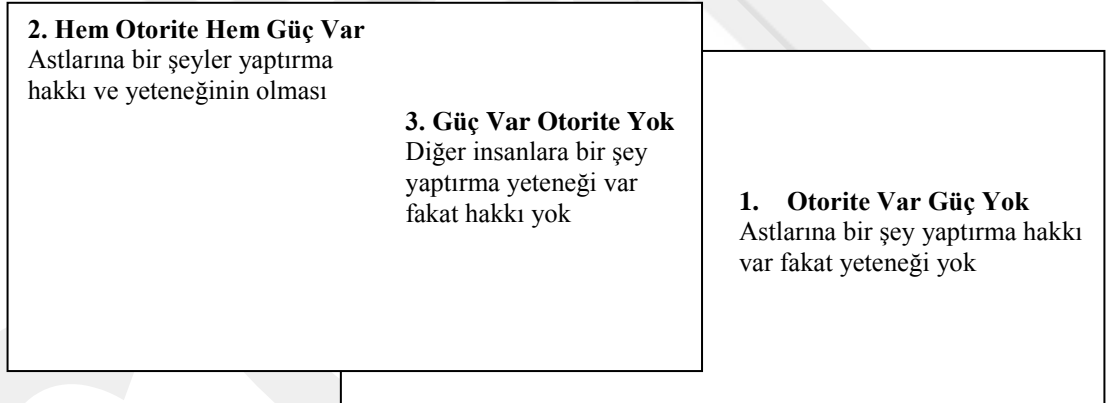 2. Hem Otorite Hem Güç Var
Astlarına bir şeyler yaptırma
hakkı ve yeteneğinin olması
3. Güç Var Otorite Yok
Diğer insanlara bir şey
yaptırma yeteneği var
fakat hakkı yok
1. Otorite Var Güç Yok
Astlarına bir şey yaptırma hakkı
var fakat yeteneği yok